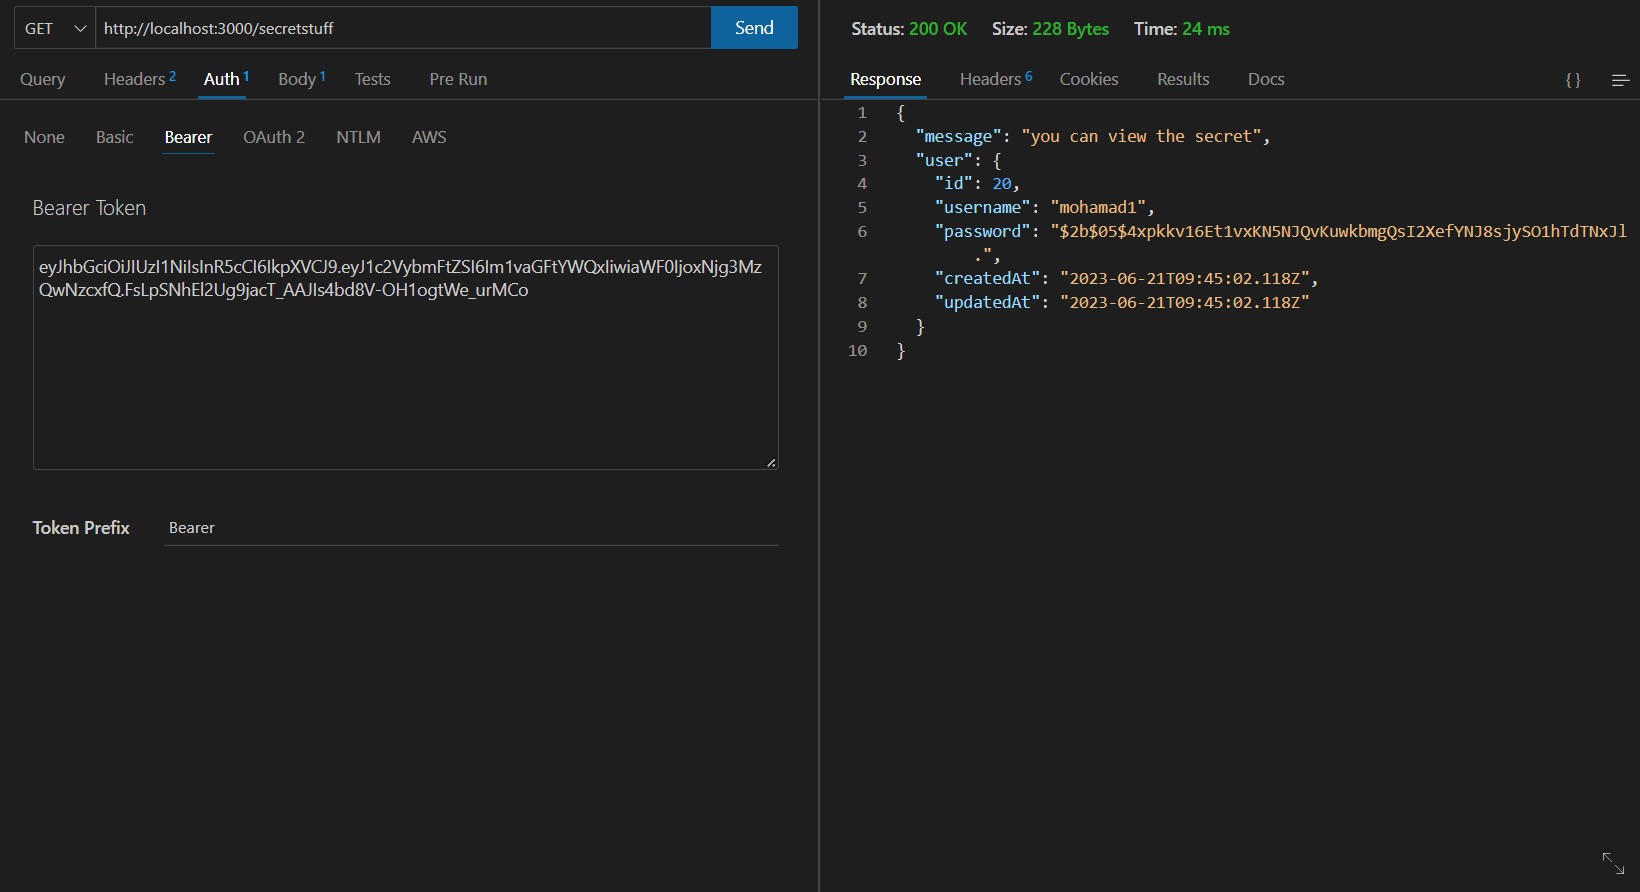 GET
http://localhost:3000/secretstuff
Send
Query Headers 2 Auth 1 Body 1 Tests Pre Run
None Basic Bearer OAuth 2 NTLM AWS
Bearer Token
eyJhbGciOiJIUzI1NiIsInR5cCI6IkpXVCJ9.eyJ1c2VybmFtZSI6Im1vaGFtYWQxIiwiaWF0IjoxNjg3Mz
QwNzcxfQ.FsLpSNhEl2Ug9jacT_AAJIs4bd8V-OH1ogtWe_urMCo
Token Prefix Bearer
Status: 200 OK Size: 228 Bytes Time: 24 ms
Response Headers 6 Cookies Results Docs { }
1 {
2 "message": "you can view the secret",
3 "user": {
4 "id": 20,
5 "username": "mohamad1",
6 "password": "$2b$05$4xpkkv16Et1vxKN5NJQvKuwkbmgQsI2XefYNJ8sjySO1hTdTNxJl
.",
7 "createdAt": "2023-06-21T09:45:02.118Z",
8 "updatedAt": "2023-06-21T09:45:02.118Z"
9 }
10 }